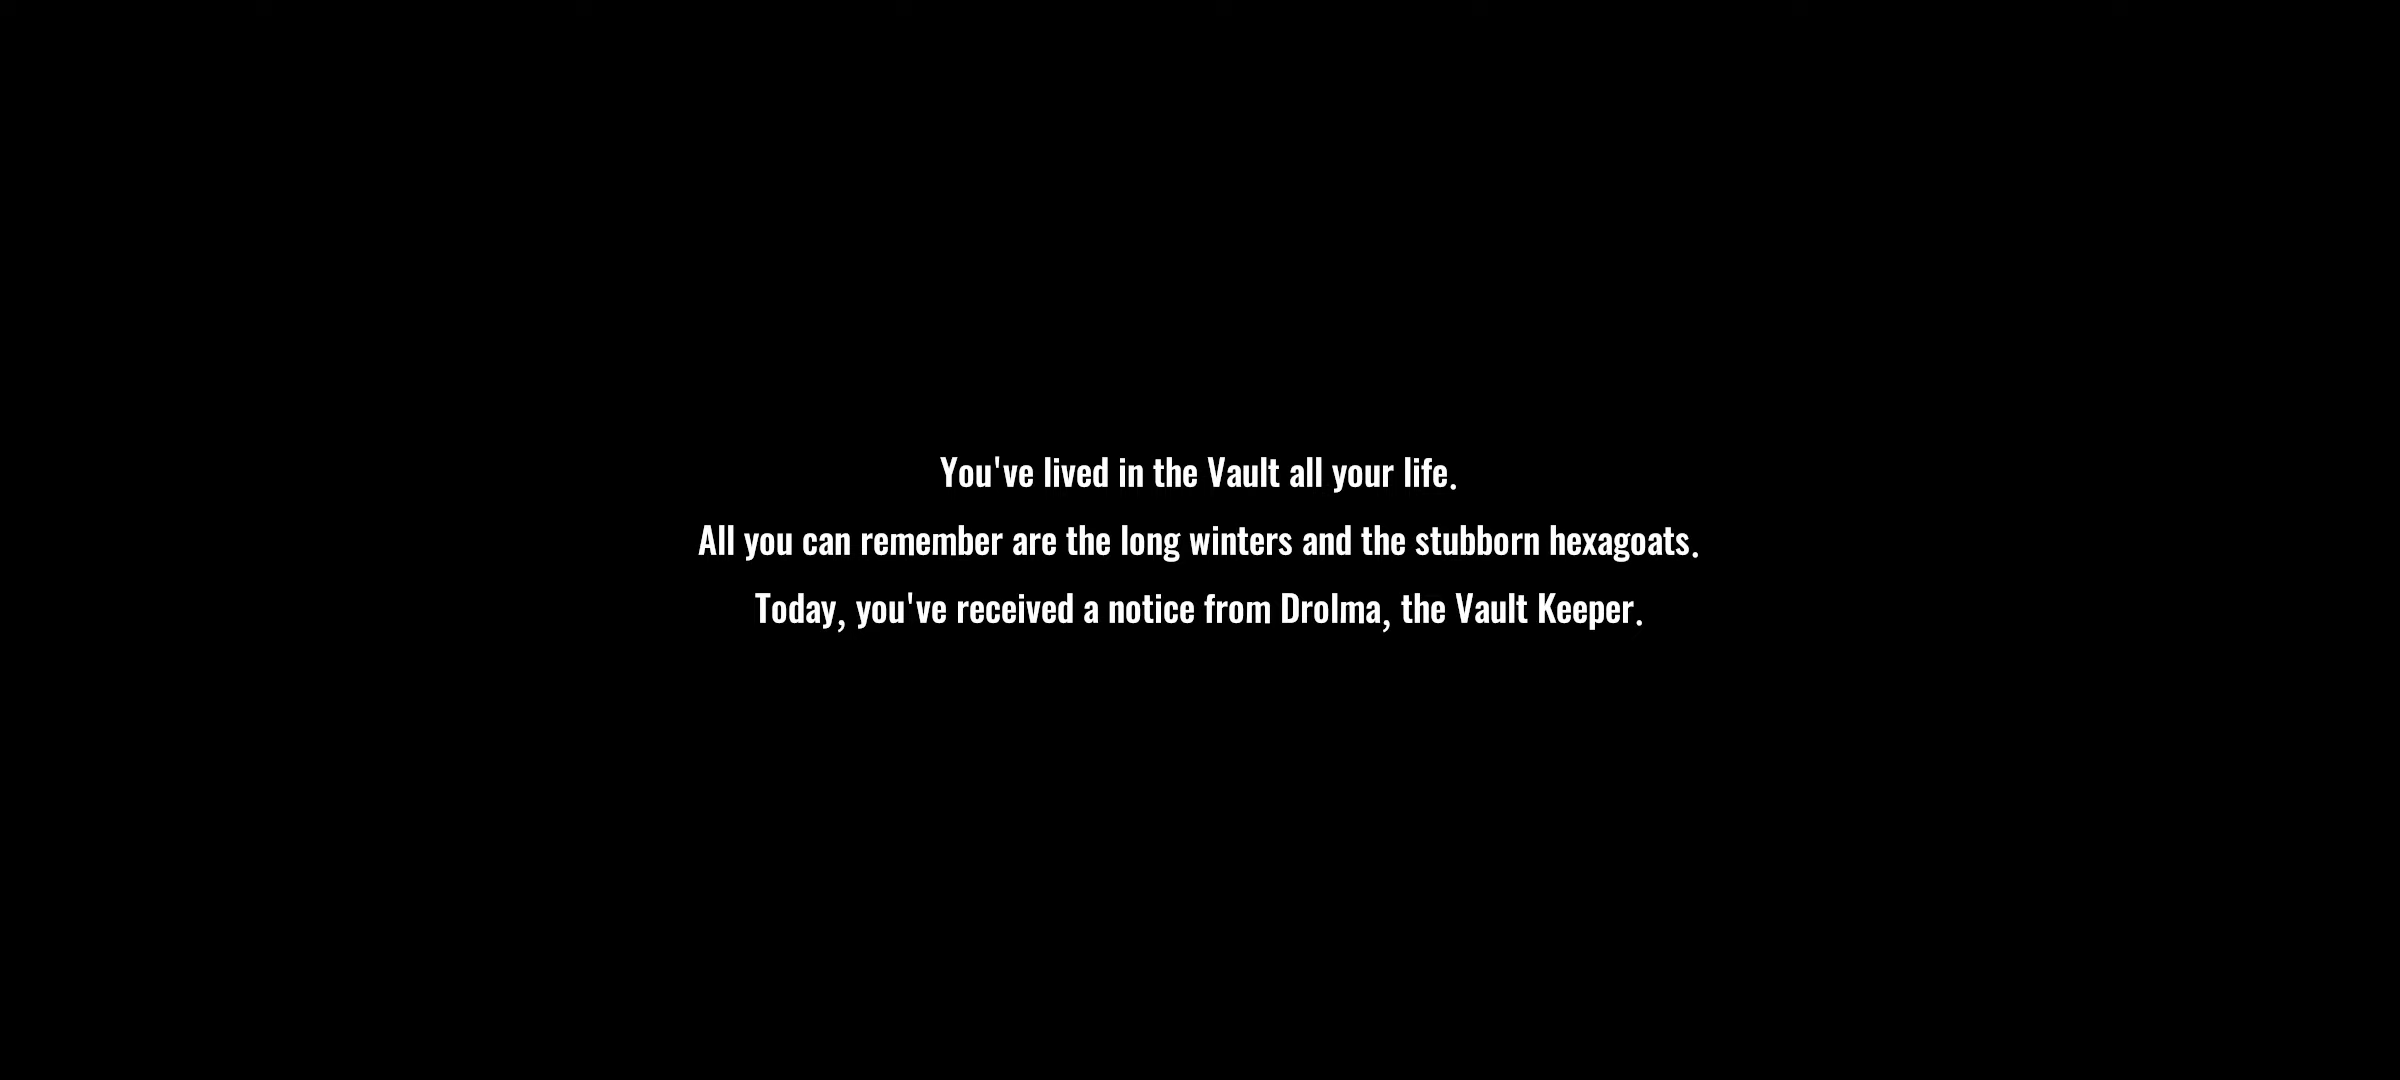 You've lived in the Vault all your life.
All you can remember are the long winters and the stubborn hexagoats.
Today, you've received a notice from Drolma, the Vault Keeper.